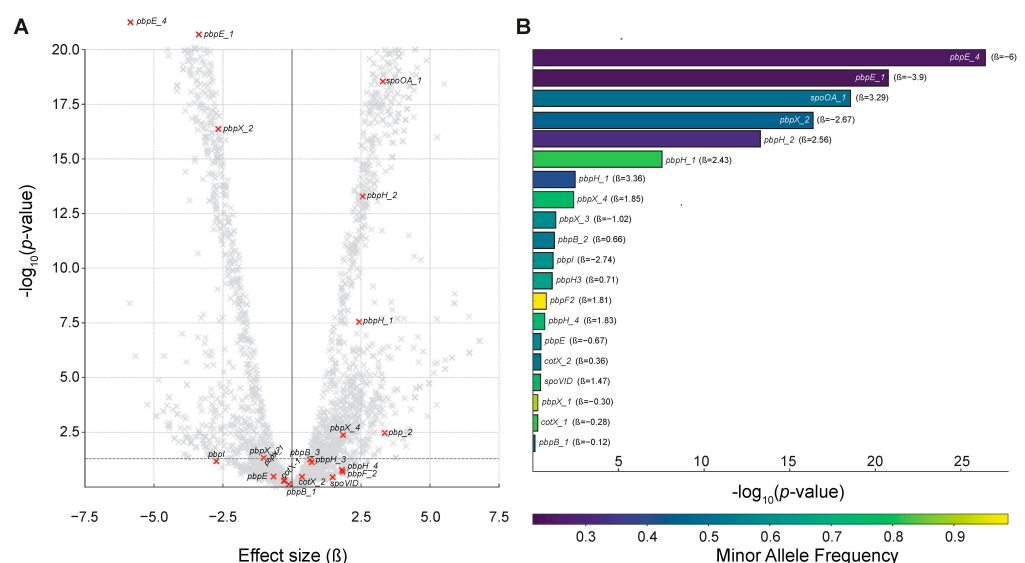 A
B
pbpE_4
pbpE_1
20.0
spoOA_1
17.5
pbpX_2
15.0
pbpH_2
12.5
10.0
pbpH_1
7.5
5.0
pbpX_4
pbp_2
2.5
pbpI
pbpX_
pbpB_3
pbpH_3
pbpH_4
pbpE
pbpF_2
cotX_2
spoVID
pbpB_1
-log10(p-value)
−7.5 −5.0 −2.5 2.5 5.0 7.5
Effect size (ß)
pbpE_4 (ß=-6)
pbpE_1 (ß=−3.9)
spoOA_1 (ß=3.29)
pbpX_2 (ß=−2.67)
pbpH_2 (ß=2.56)
pbpH_1 (ß=2.43)
pbpH_1 (ß=3.36)
pbpX_4 (ß=1.85)
pbpX_3 (ß=−1.02)
pbpB_2 (ß=0.66)
pbpI (ß=−2.74)
pbpH3 (ß=0.71)
pbpF2 (ß=1.81)
pbpH_4 (ß=1.83)
pbpE (ß=−0.67)
cotX_2 (ß=0.36)
spoVID (ß=1.47)
pbpX_1 (ß=−0.30)
cotX_1 (ß=−0.28)
pbpB_1 (ß=−0.12)
5 10 15 20 25
-log10(p-value)
0.3 0.4 0.5 0.6 0.7 0.8 0.9
Minor Allele Frequency